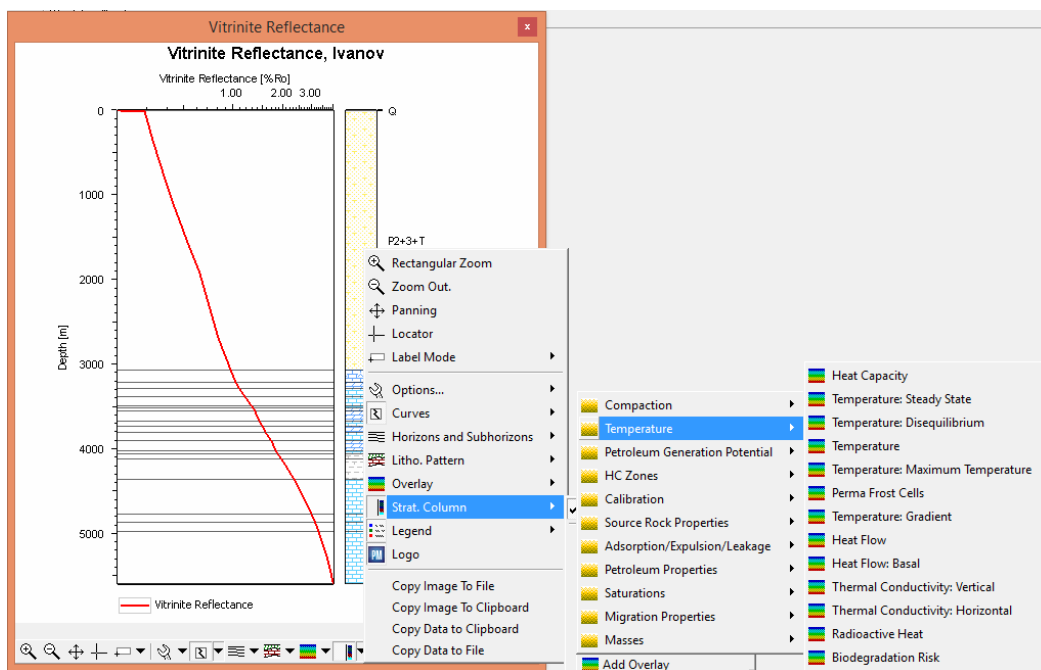 Vitrinite Reflectance
x
Vitrinite Reflectance, Ivanov
Vitrinite Reflectance [%Ro]
1.00 2.00 3.00
0
Q
1000
P2+3+T
2000
3000
4000
5000
Depth [m]
Vitrinite Reflectance
Rectangular Zoom
Zoom Out.
Panning
Locator
Label Mode
Options...
Curves
Horizons and Subhorizons
Litho. Pattern
Overlay
Strat. Column
Legend
PM Logo
Copy Image To File
Copy Image To Clipboard
Copy Data to Clipboard
Copy Data to File
Compaction
Temperature
Petroleum Generation Potential
HC Zones
Calibration
Source Rock Properties
Adsorption/Expulsion/Leakage
Petroleum Properties
Saturations
Migration Properties
Masses
Add Overlay
Heat Capacity
Temperature: Steady State
Temperature: Disequilibrium
Temperature
Temperature: Maximum Temperature
Perma Frost Cells
Temperature: Gradient
Heat Flow
Heat Flow: Basal
Thermal Conductivity: Vertical
Thermal Conductivity: Horizontal
Radioactive Heat
Biodegradation Risk